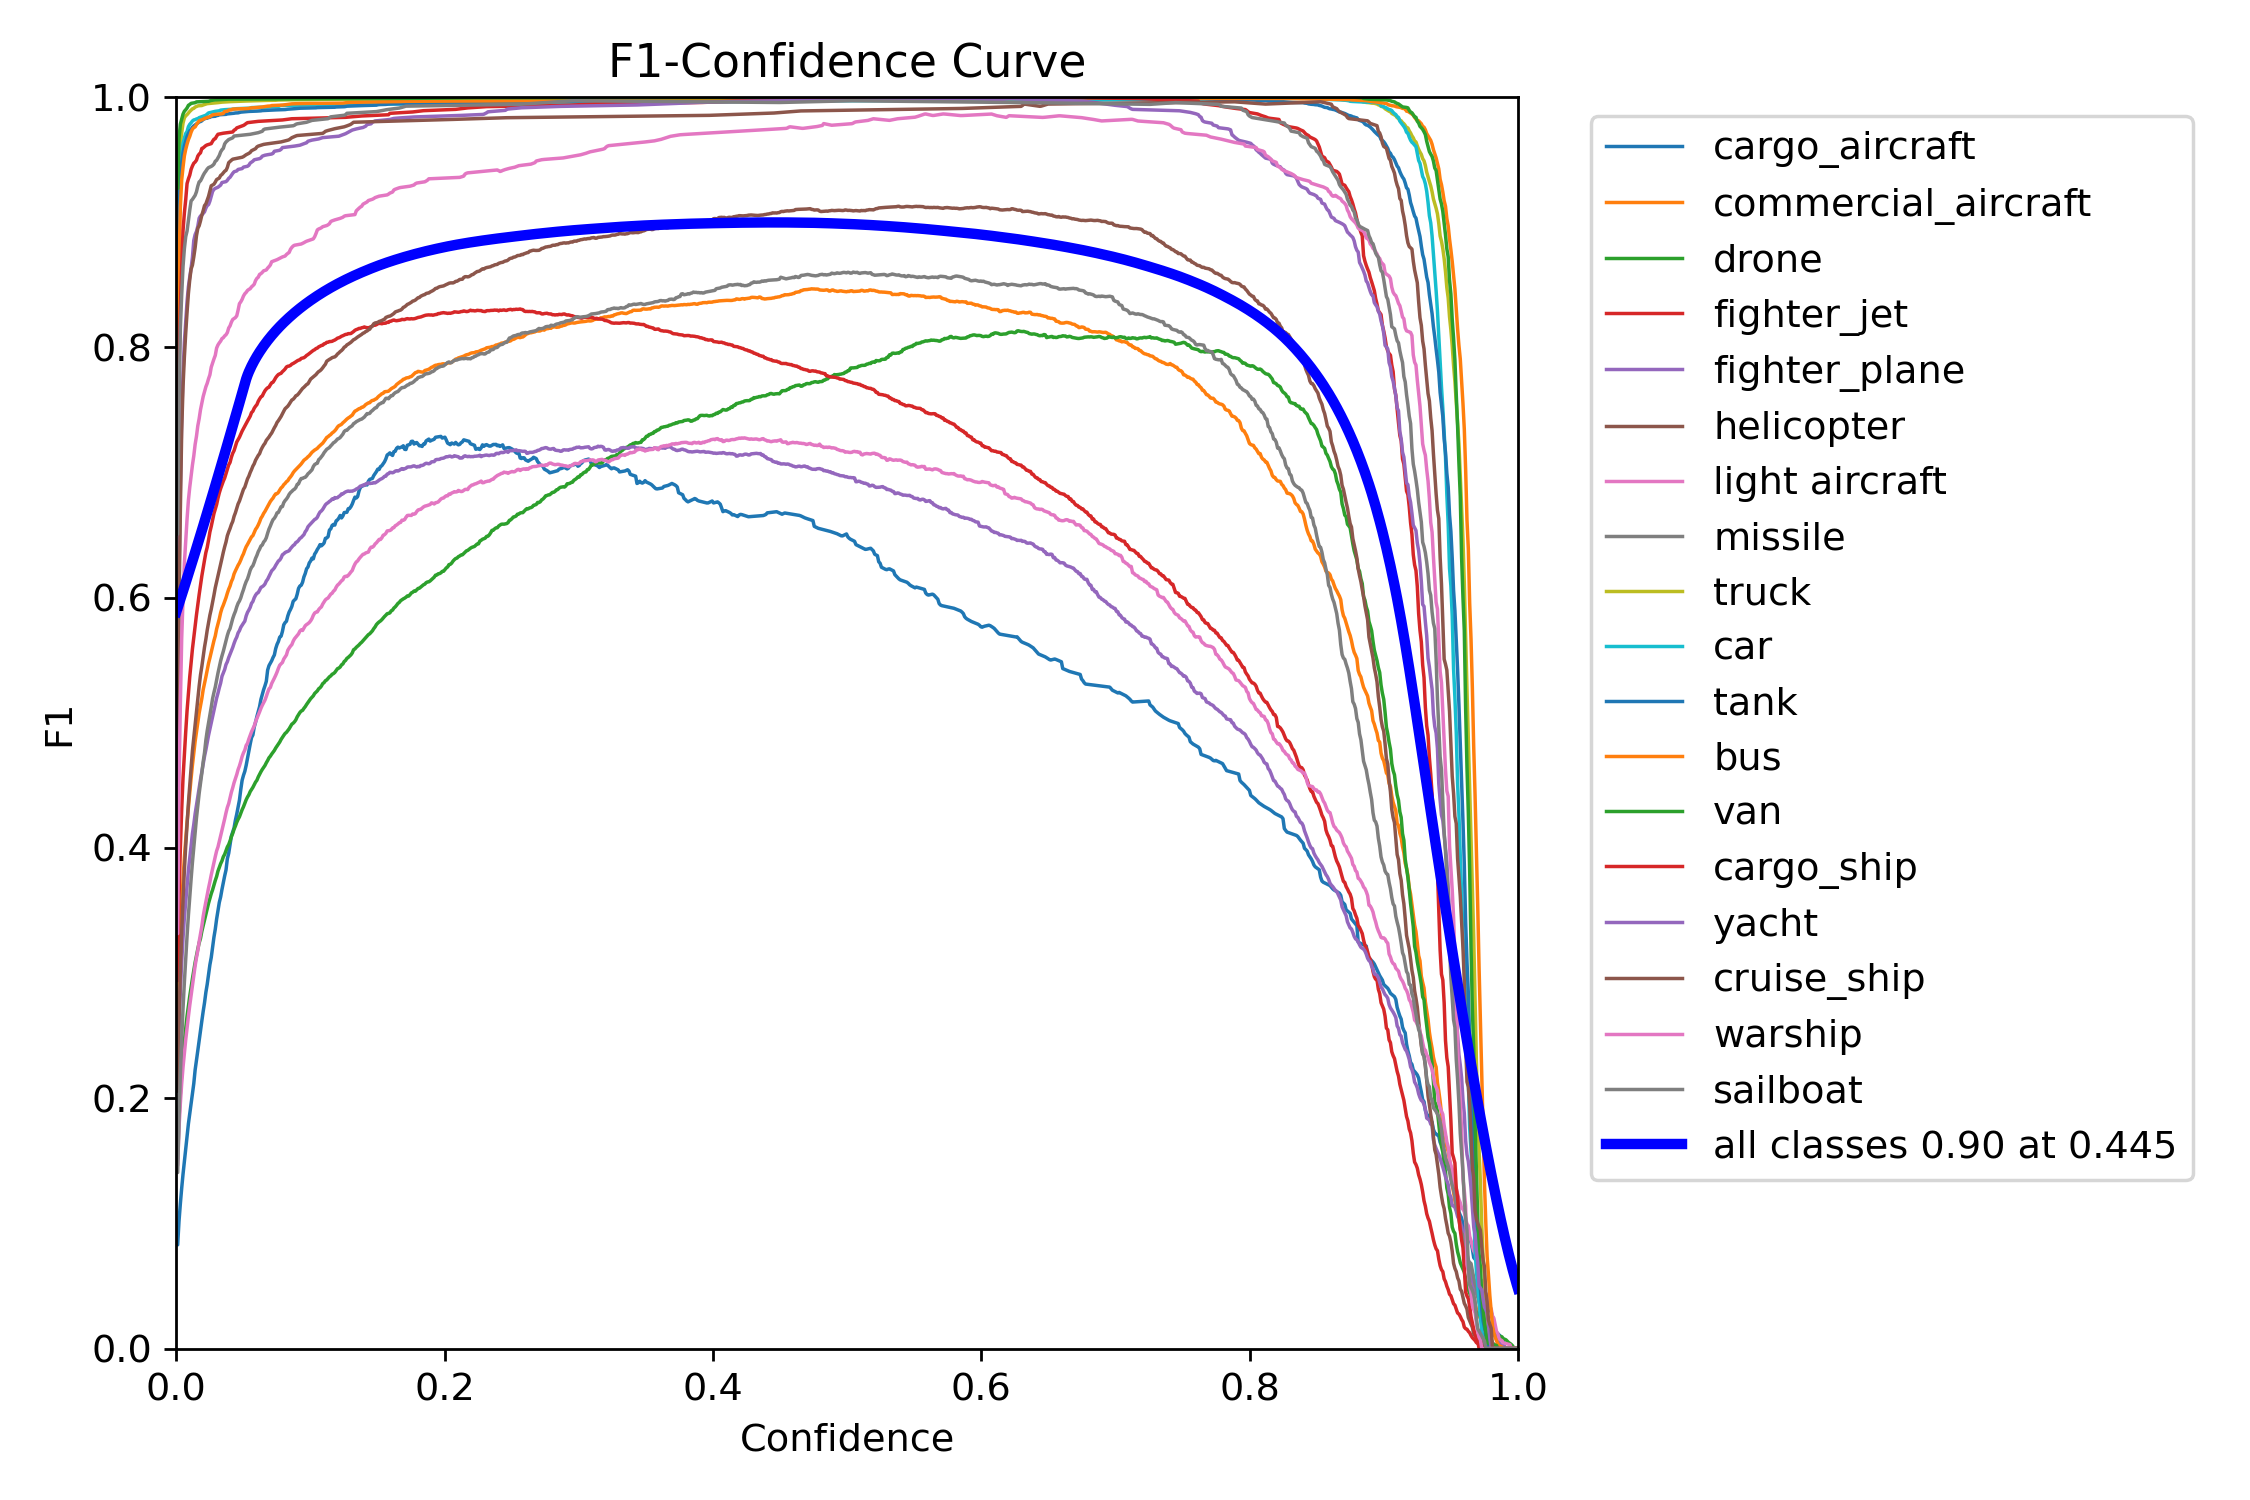 F1-Confidence Curve
1.0
0.8
0.6
0.4
0.2
0.0
F1
0.0 0.2 0.4 0.6 0.8 1.0
Confidence
cargo_aircraft
commercial_aircraft
drone
fighter_jet
fighter_plane
helicopter
light aircraft
missile
truck
car
tank
bus
van
cargo_ship
yacht
cruise_ship
warship
sailboat
all classes 0.90 at 0.445